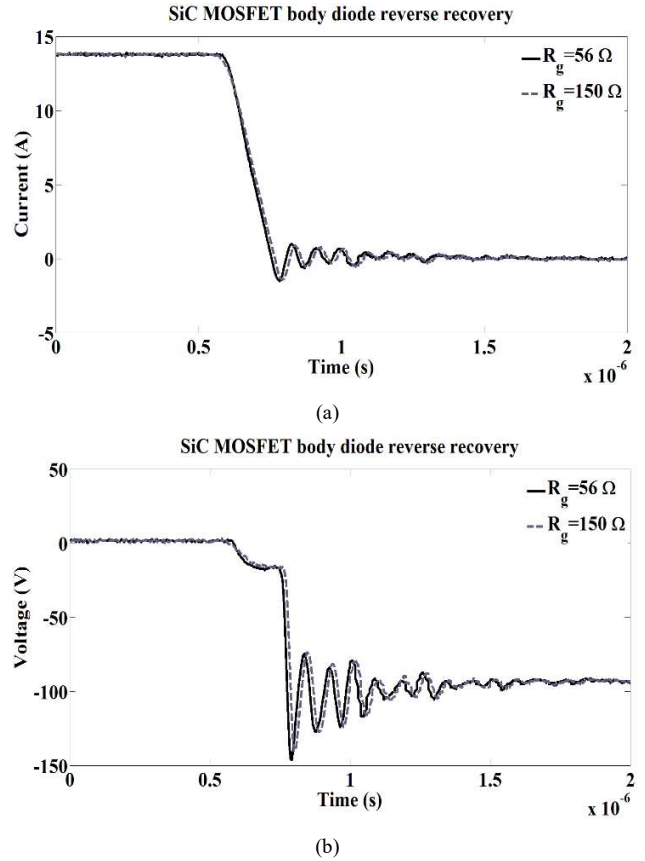 SiC MOSFET body diode reverse recovery
15
R_g=56 Ω
R_g=150 Ω
10
5
0
-5
Current (A)
0 0.5 1 1.5 2
Time (s)
x 10^-6
(a)
SiC MOSFET body diode reverse recovery
50
R_g=56 Ω
R_g=150 Ω
0
-50
-100
-150
Voltage (V)
0 0.5 1 1.5 2
Time (s)
x 10^-6
(b)